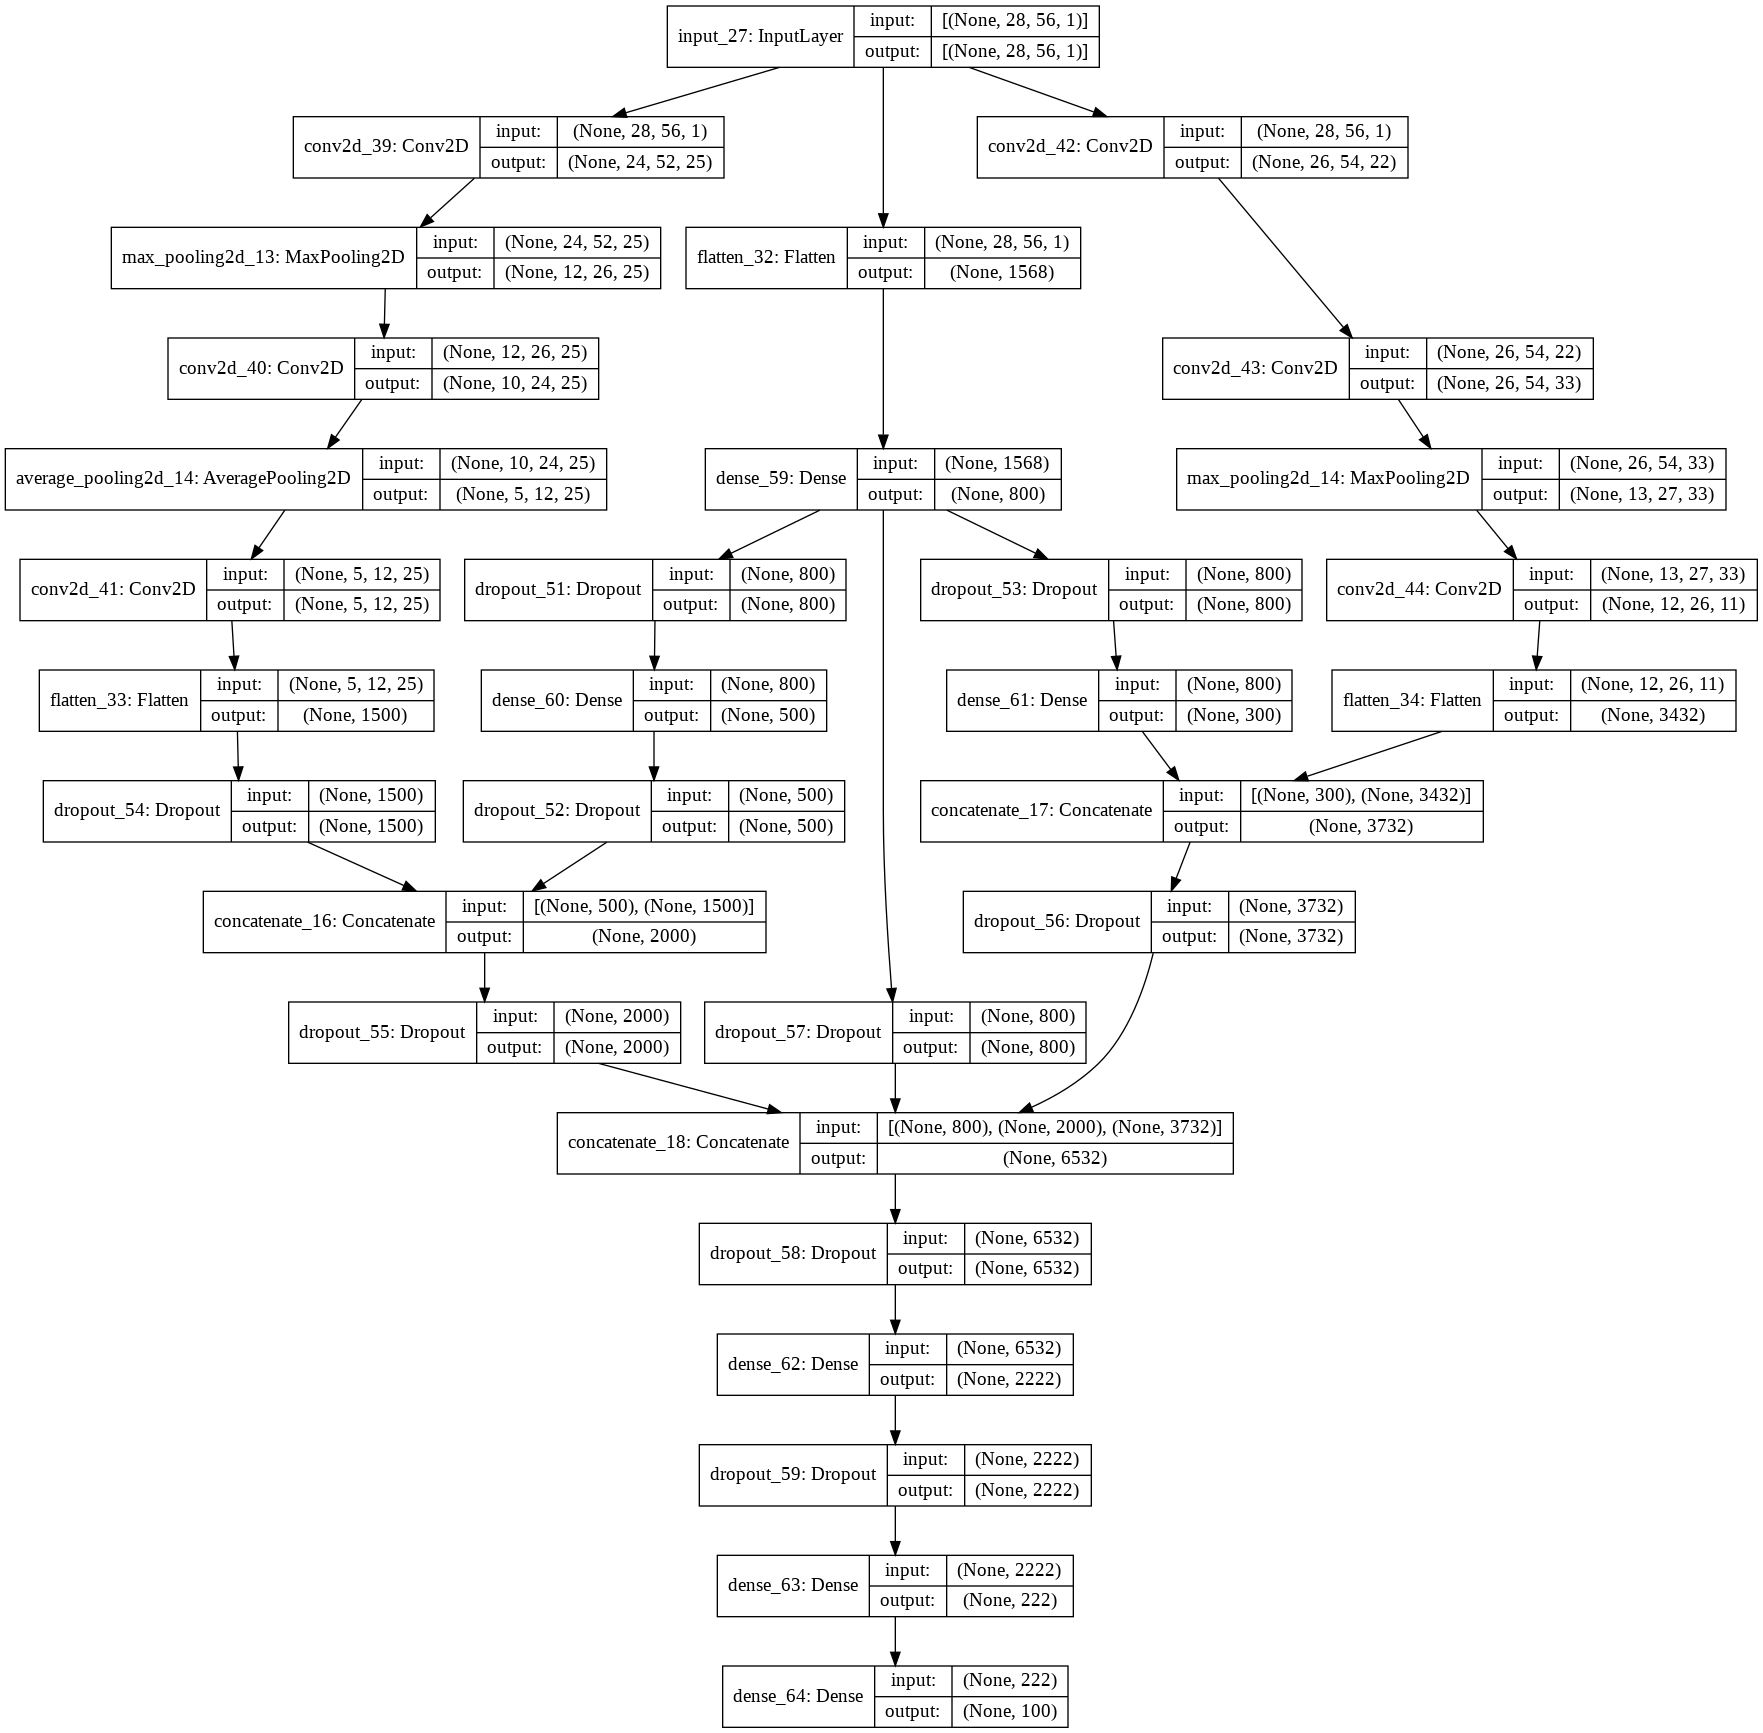 input_27: InputLayer
input: [(None, 28, 56, 1)]
output: [(None, 28, 56, 1)]
conv2d_39: Conv2D
input: (None, 28, 56, 1)
output: (None, 24, 52, 25)
conv2d_42: Conv2D
input: (None, 28, 56, 1)
output: (None, 26, 54, 22)
max_pooling2d_13: MaxPooling2D
input: (None, 24, 52, 25)
output: (None, 12, 26, 25)
flatten_32: Flatten
input: (None, 28, 56, 1)
output: (None, 1568)
conv2d_40: Conv2D
input: (None, 12, 26, 25)
output: (None, 10, 24, 25)
conv2d_43: Conv2D
input: (None, 26, 54, 22)
output: (None, 26, 54, 33)
average_pooling2d_14: AveragePooling2D
input: (None, 10, 24, 25)
output: (None, 5, 12, 25)
dense_59: Dense
input: (None, 1568)
output: (None, 800)
max_pooling2d_14: MaxPooling2D
input: (None, 26, 54, 33)
output: (None, 13, 27, 33)
conv2d_41: Conv2D
input: (None, 5, 12, 25)
output: (None, 5, 12, 25)
dropout_51: Dropout
input: (None, 800)
output: (None, 800)
dropout_53: Dropout
input: (None, 800)
output: (None, 800)
conv2d_44: Conv2D
input: (None, 13, 27, 33)
output: (None, 12, 26, 11)
flatten_33: Flatten
input: (None, 5, 12, 25)
output: (None, 1500)
dense_60: Dense
input: (None, 800)
output: (None, 500)
dense_61: Dense
input: (None, 800)
output: (None, 300)
flatten_34: Flatten
input: (None, 12, 26, 11)
output: (None, 3432)
dropout_54: Dropout
input: (None, 1500)
output: (None, 1500)
dropout_52: Dropout
input: (None, 500)
output: (None, 500)
concatenate_17: Concatenate
input: [(None, 300), (None, 3432)]
output: (None, 3732)
concatenate_16: Concatenate
input: [(None, 500), (None, 1500)]
output: (None, 2000)
dropout_56: Dropout
input: (None, 3732)
output: (None, 3732)
dropout_55: Dropout
input: (None, 2000)
output: (None, 2000)
dropout_57: Dropout
input: (None, 800)
output: (None, 800)
concatenate_18: Concatenate
input: [(None, 800), (None, 2000), (None, 3732)]
output: (None, 6532)
dropout_58: Dropout
input: (None, 6532)
output: (None, 6532)
dense_62: Dense
input: (None, 6532)
output: (None, 2222)
dropout_59: Dropout
input: (None, 2222)
output: (None, 2222)
dense_63: Dense
input: (None, 2222)
output: (None, 222)
dense_64: Dense
input: (None, 222)
output: (None, 100)